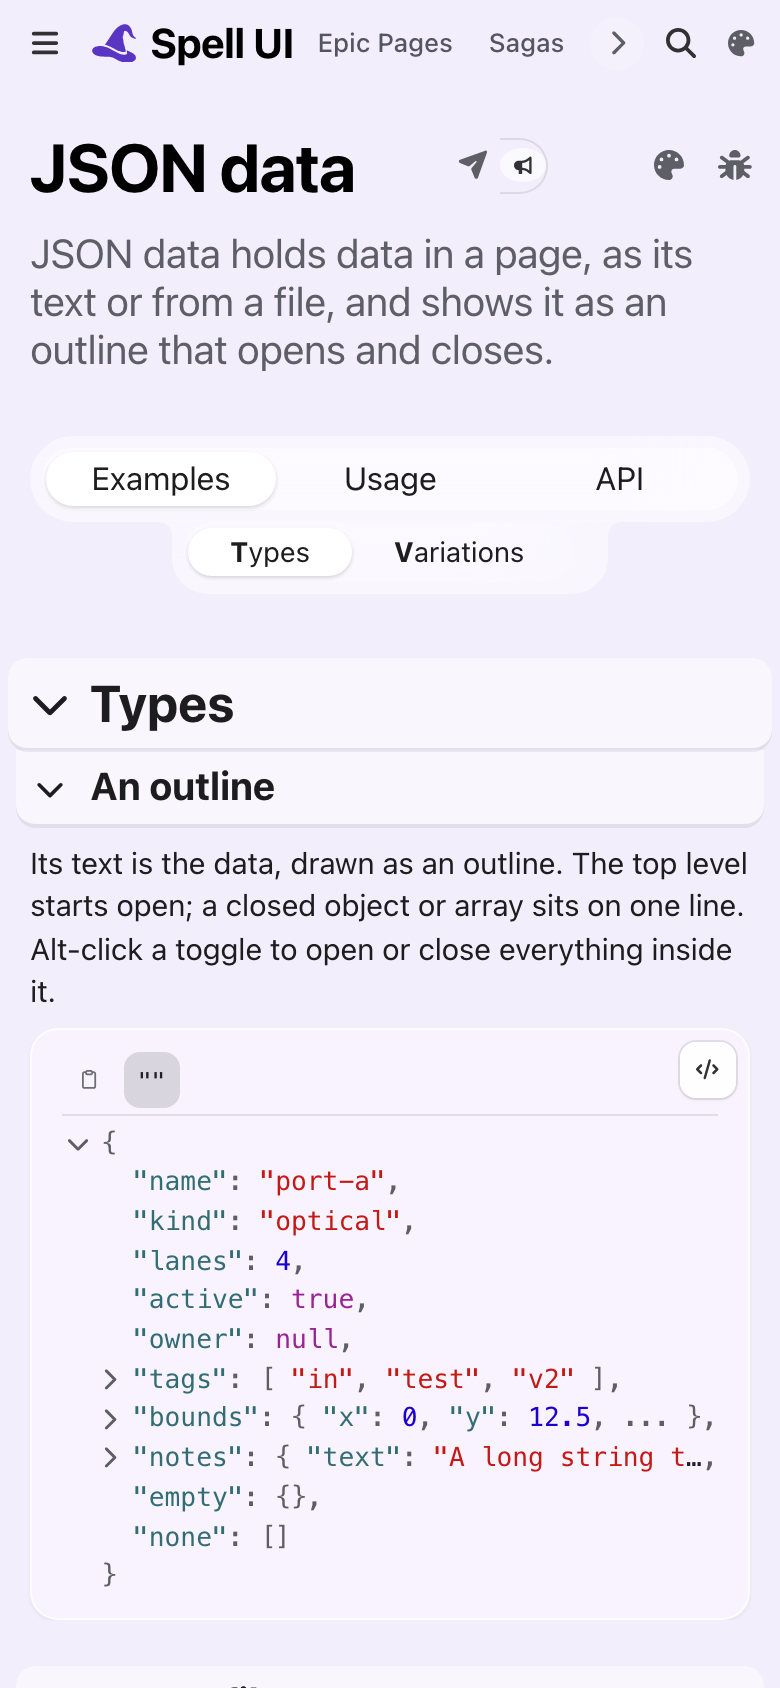 Spell UI Epic Pages Sagas
JSON data
JSON data holds data in a page, as its
text or from a file, and shows it as an
outline that opens and closes.
Examples Usage API
Types Variations
Types
An outline
Its text is the data, drawn as an outline. The top level
starts open; a closed object or array sits on one line.
Alt-click a toggle to open or close everything inside
it.
"" </>
{
"name": "port-a",
"kind": "optical",
"lanes": 4,
"active": true,
"owner": null,
"tags": [ "in", "test", "v2" ],
"bounds": { "x": 0, "y": 12.5, ... },
"notes": { "text": "A long string t…,
"empty": {},
"none": []
}